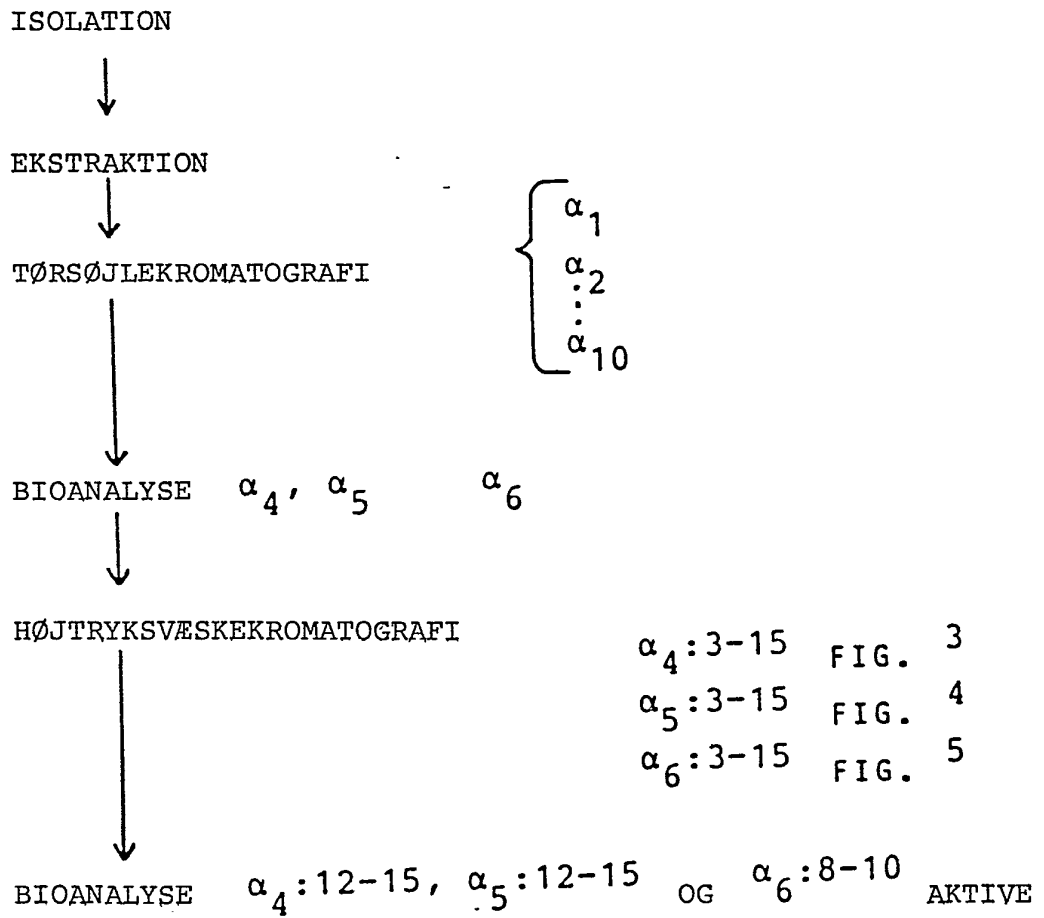 ISOLATION
EKSTRAKTION
α1
TØRSØJLEKROMATOGRAFI α2
α10
BIOANALYSE α4, α5 α6
HØJTRYKSVÆSKEKROMATOGRAFI
α4:3-15 FIG. 3
α5:3-15 FIG. 4
α6:3-15 FIG. 5
BIOANALYSE α4:12-15, α5:12-15 OG α6:8-10 AKTIVE